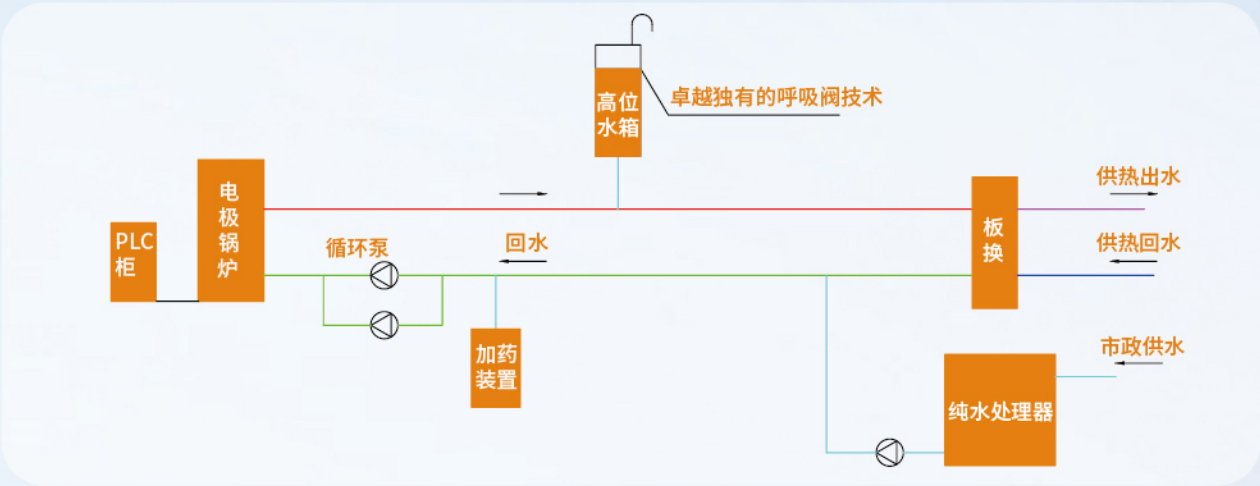 高位
水箱
卓越独有的呼吸阀技术
电
极
锅
炉
PLC
柜
循环泵
回水
加药
装置
板
换
供热出水
供热回水
市政供水
纯水处理器